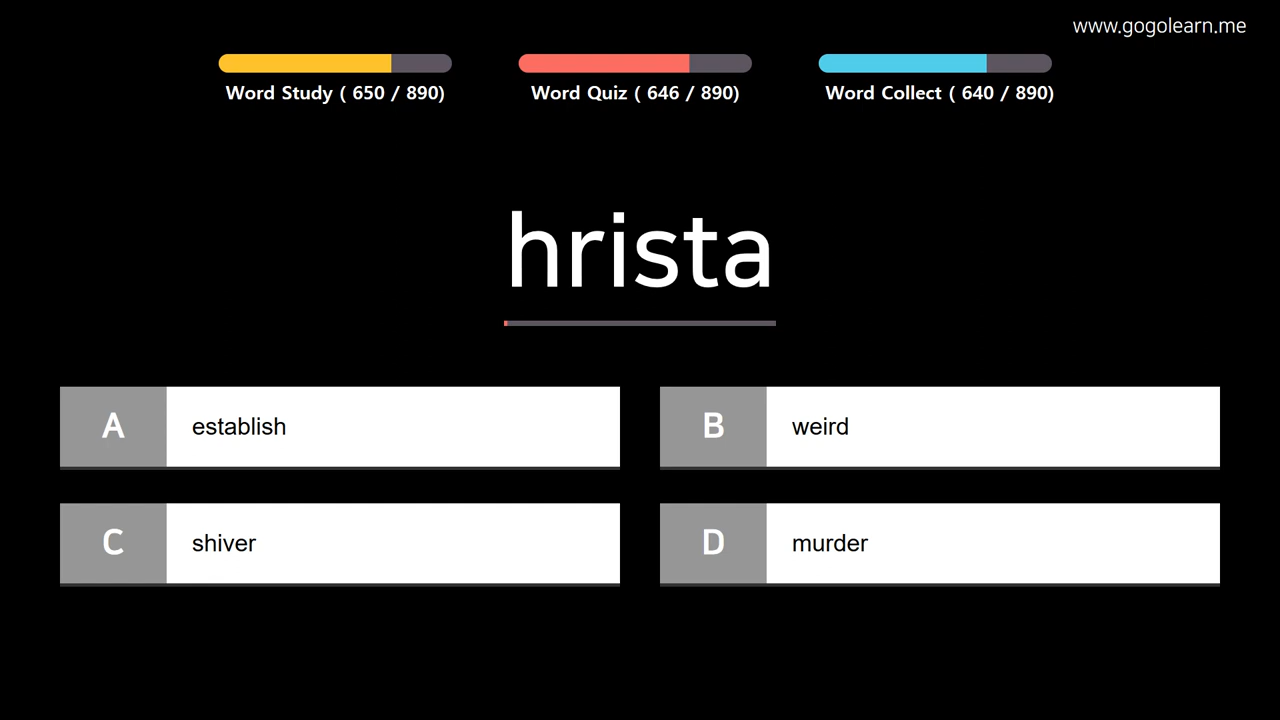 www.gogolearn.me
Word Study ( 650 / 890)
Word Quiz ( 646 / 890)
Word Collect ( 640 / 890)
hrista
A establish
B weird
C shiver
D murder